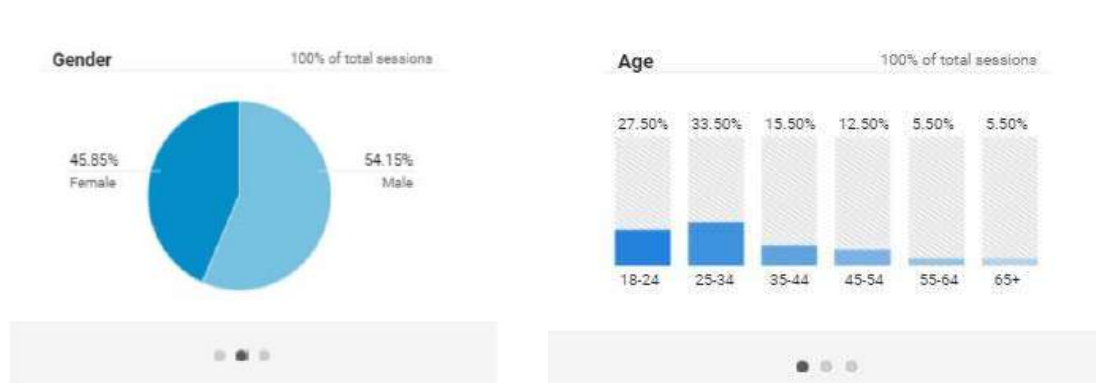 Gender 100% of total sessions
45.85%
Female
54.15%
Male
Age 100% of total sessions
27.50% 33.50% 15.50% 12.50% 5.50% 5.50%
18-24 25-34 35-44 45-54 55-64 65+